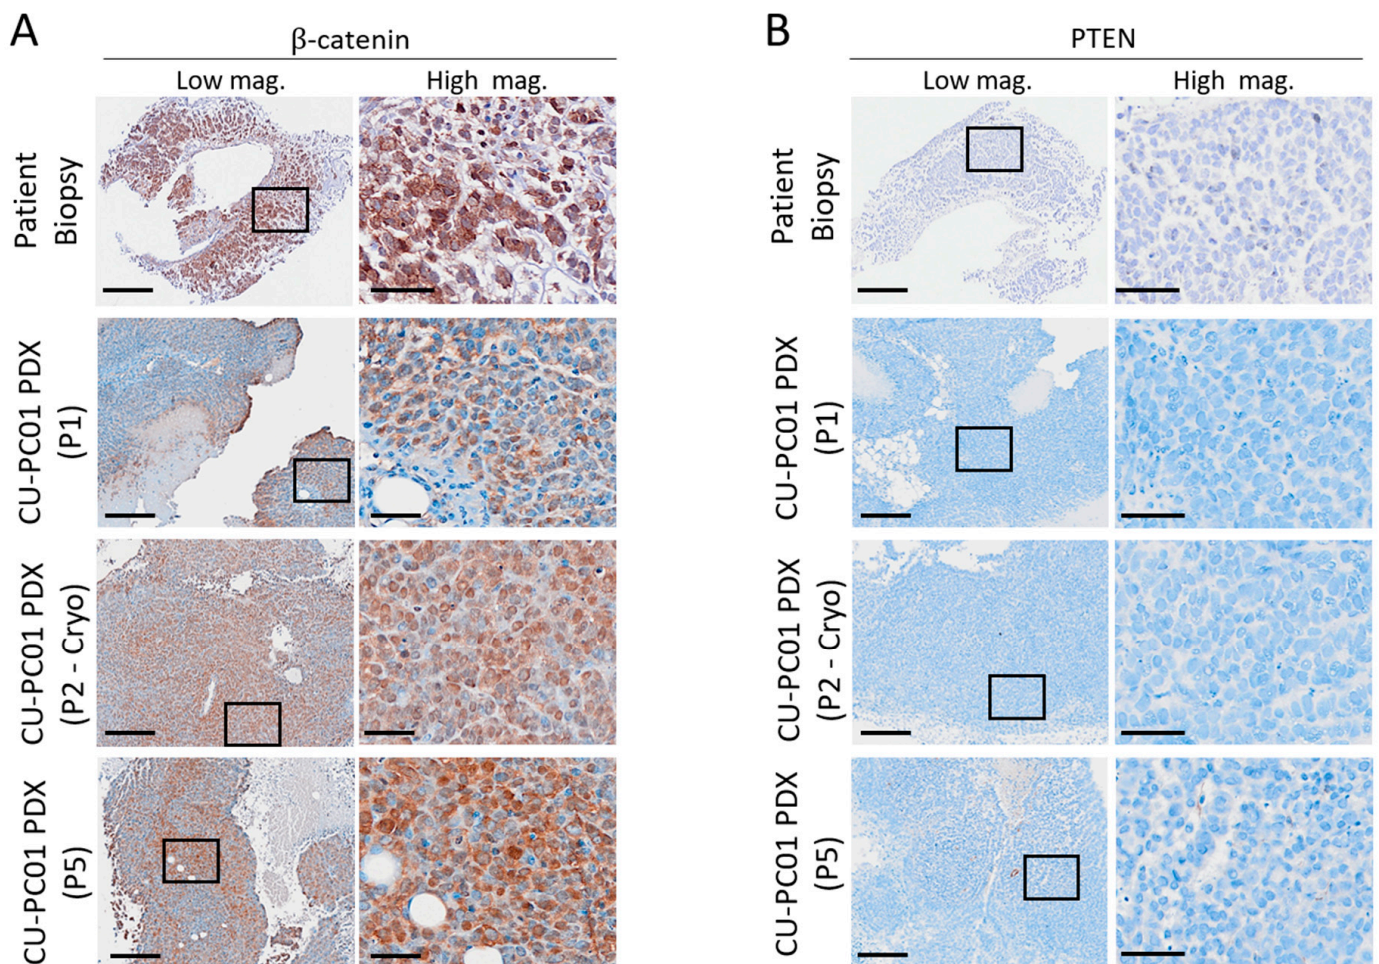 A
β-catenin
Low mag.
High mag.
Patient
Biopsy
CU-PC01 PDX
(P1)
CU-PC01 PDX
(P2 - Cryo)
CU-PC01 PDX
(P5)
B
PTEN
Low mag.
High mag.
Patient
Biopsy
CU-PC01 PDX
(P1)
CU-PC01 PDX
(P2 - Cryo)
CU-PC01 PDX
(P5)